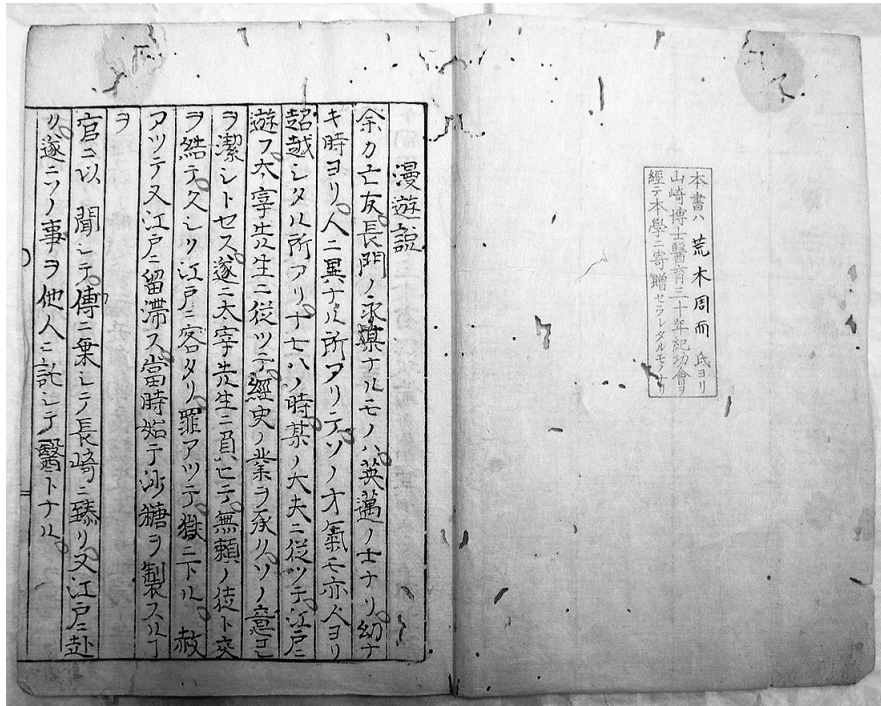 本書ハ 荒木周而 氏ヨリ
山崎博士醫育三十年紀功會ヲ
經テ本學ニ寄贈セラレタルモノナリ
漫遊説
余カ亡友長門ノ永某ナルモノハ英邁ノ士ナリ幼ナ
キ時ヨリ人ニ異ナル所アリテソノ才氣モ亦人ヨリ
超越シタル所アリ十七八ノ時某ノ大夫ニ從ツテ江戸ニ
遊フ太宰先生ニ從ツテ經史ノ業ヲ承クソノ意コレ
ヲ潔シトセス遂ニ太宰先生ニ負ヒテ無頼ノ徒ト交
ヲ結テ久シク江戸ニ客タリ罪アツテ獄ニ下ル 赦
アツテ又江戸ニ留滞ス當時始テ沙糖ヲ製スルヿ
ヲ
官ニ以 聞シテ傳ニ乗シテ長崎ニ臻リ又江戸ニ赴
ク遂ニソノ事ヲ他人ニ託シテ醫トナル